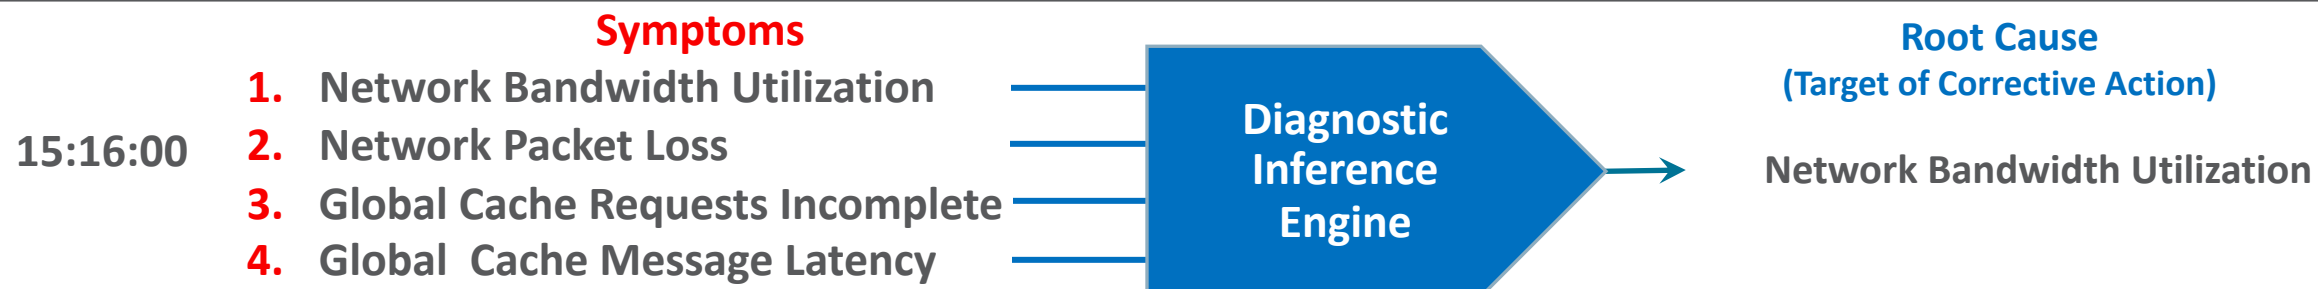 Symptoms
1. Network Bandwidth Utilization
2. Network Packet Loss
3. Global Cache Requests Incomplete
4. Global Cache Message Latency
15:16:00
Diagnostic
Inference
Engine
Root Cause
(Target of Corrective Action)
Network Bandwidth Utilization